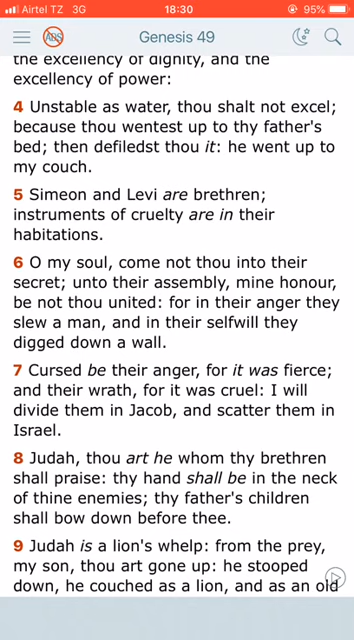 Airtel TZ 3G 18:30 95%
ADS Genesis 49
the excellency of dignity, and the
excellency of power:
4 Unstable as water, thou shalt not excel;
because thou wentest up to thy father's
bed; then defiledst thou it: he went up to
my couch.
5 Simeon and Levi are brethren;
instruments of cruelty are in their
habitations.
6 O my soul, come not thou into their
secret; unto their assembly, mine honour,
be not thou united: for in their anger they
slew a man, and in their selfwill they
digged down a wall.
7 Cursed be their anger, for it was fierce;
and their wrath, for it was cruel: I will
divide them in Jacob, and scatter them in
Israel.
8 Judah, thou art he whom thy brethren
shall praise: thy hand shall be in the neck
of thine enemies; thy father's children
shall bow down before thee.
9 Judah is a lion's whelp: from the prey,
my son, thou art gone up: he stooped
down, he couched as a lion, and as an old